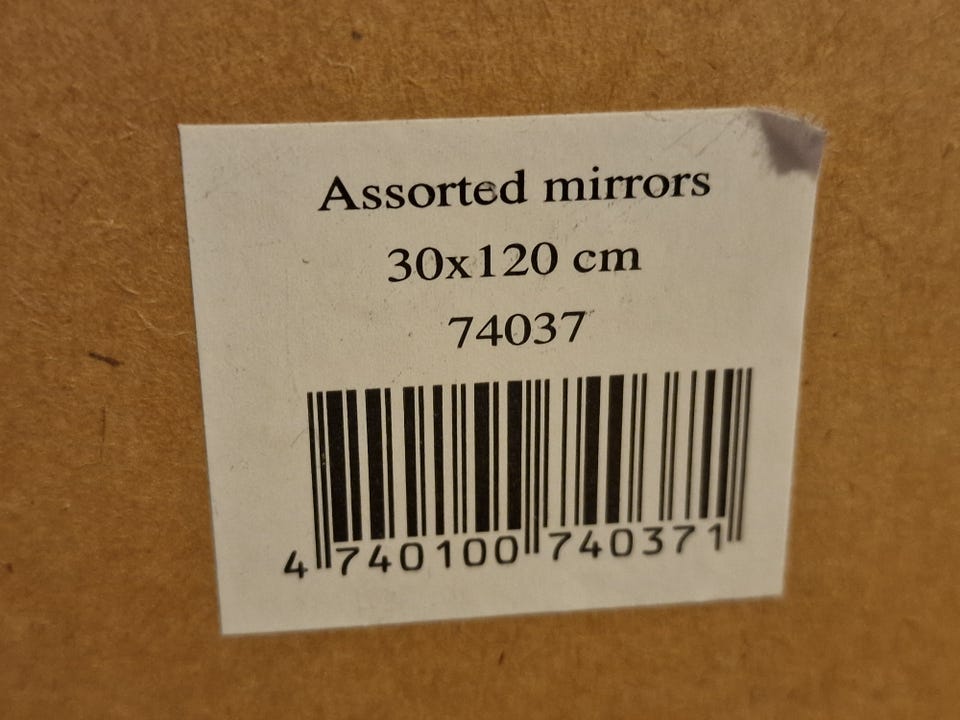 Assorted mirrors
30x120 cm
74037
4 740100 740371